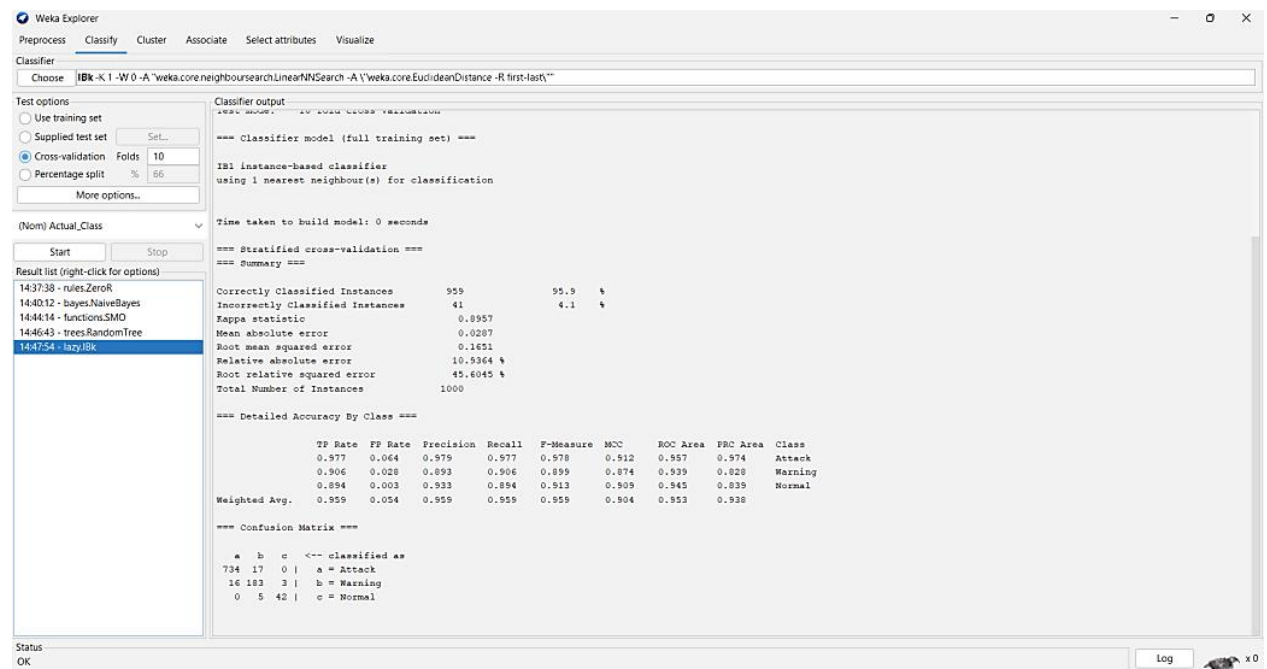 Weka Explorer
Preprocess Classify Cluster Associate Select attributes Visualize
Classifier
Choose IBk -K 1 -W 0 -A "weka.core.neighboursearch.LinearNNSearch -A \"weka.core.EuclideanDistance -R first-last\""
Test options
Use training set
Supplied test set Set...
Cross-validation Folds 10
Percentage split % 66
More options...
(Nom) Actual_Class
Start Stop
Result list (right-click for options)
14:37:38 - rules.ZeroR
14:40:12 - bayes.NaiveBayes
14:44:14 - functions.SMO
14:46:43 - trees.RandomTree
14:47:54 - lazy.IBk
Classifier output
=== Classifier model (full training set) ===
IB1 instance-based classifier
using 1 nearest neighbour(s) for classification
Time taken to build model: 0 seconds
=== Stratified cross-validation ===
=== Summary ===
Correctly Classified Instances 959 95.9 %
Incorrectly Classified Instances 41 4.1 %
Kappa statistic 0.8957
Mean absolute error 0.0287
Root mean squared error 0.1651
Relative absolute error 10.9364 %
Root relative squared error 45.6045 %
Total Number of Instances 1000
=== Detailed Accuracy By Class ===
TP Rate FP Rate Precision Recall F-Measure MCC ROC Area PRC Area Class
0.977 0.064 0.979 0.977 0.978 0.912 0.957 0.974 Attack
0.906 0.028 0.893 0.906 0.899 0.874 0.939 0.828 Warning
0.894 0.003 0.933 0.894 0.913 0.909 0.945 0.839 Normal
Weighted Avg. 0.959 0.054 0.959 0.959 0.959 0.904 0.953 0.938
=== Confusion Matrix ===
a b c <-- classified as
734 17 0 | a = Attack
16 183 3 | b = Warning
0 5 42 | c = Normal
Status
OK
Log x 0